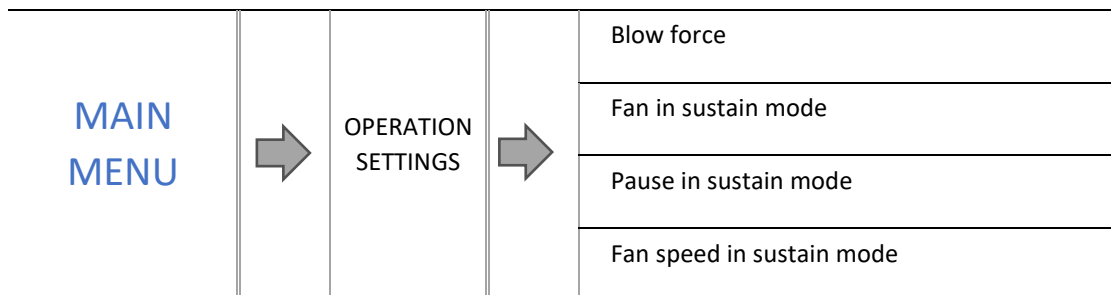 MAIN
MENU
OPERATION
SETTINGS
Blow force
Fan in sustain mode
Pause in sustain mode
Fan speed in sustain mode